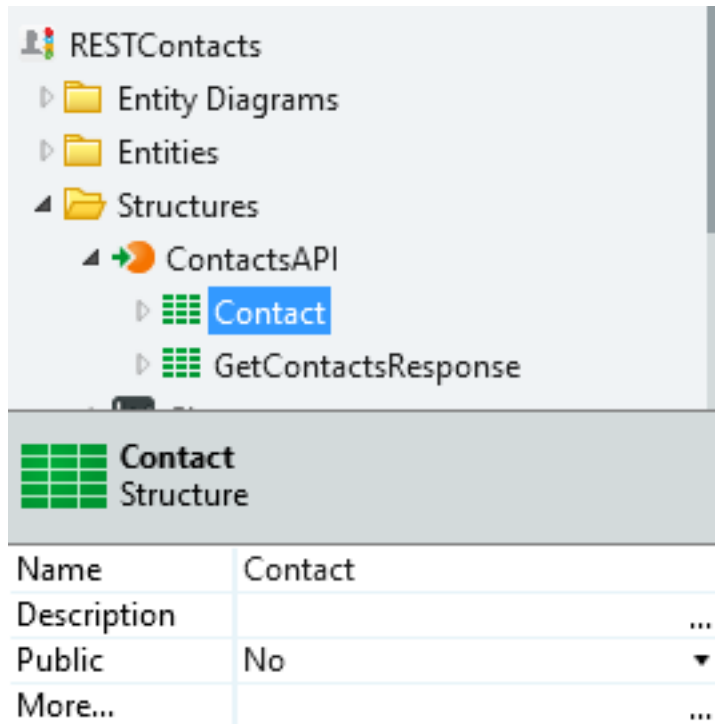 RESTContacts
Entity Diagrams
Entities
Structures
ContactsAPI
Contact
GetContactsResponse
Contact
Structure
Name Contact
Description ...
Public No
More... ...